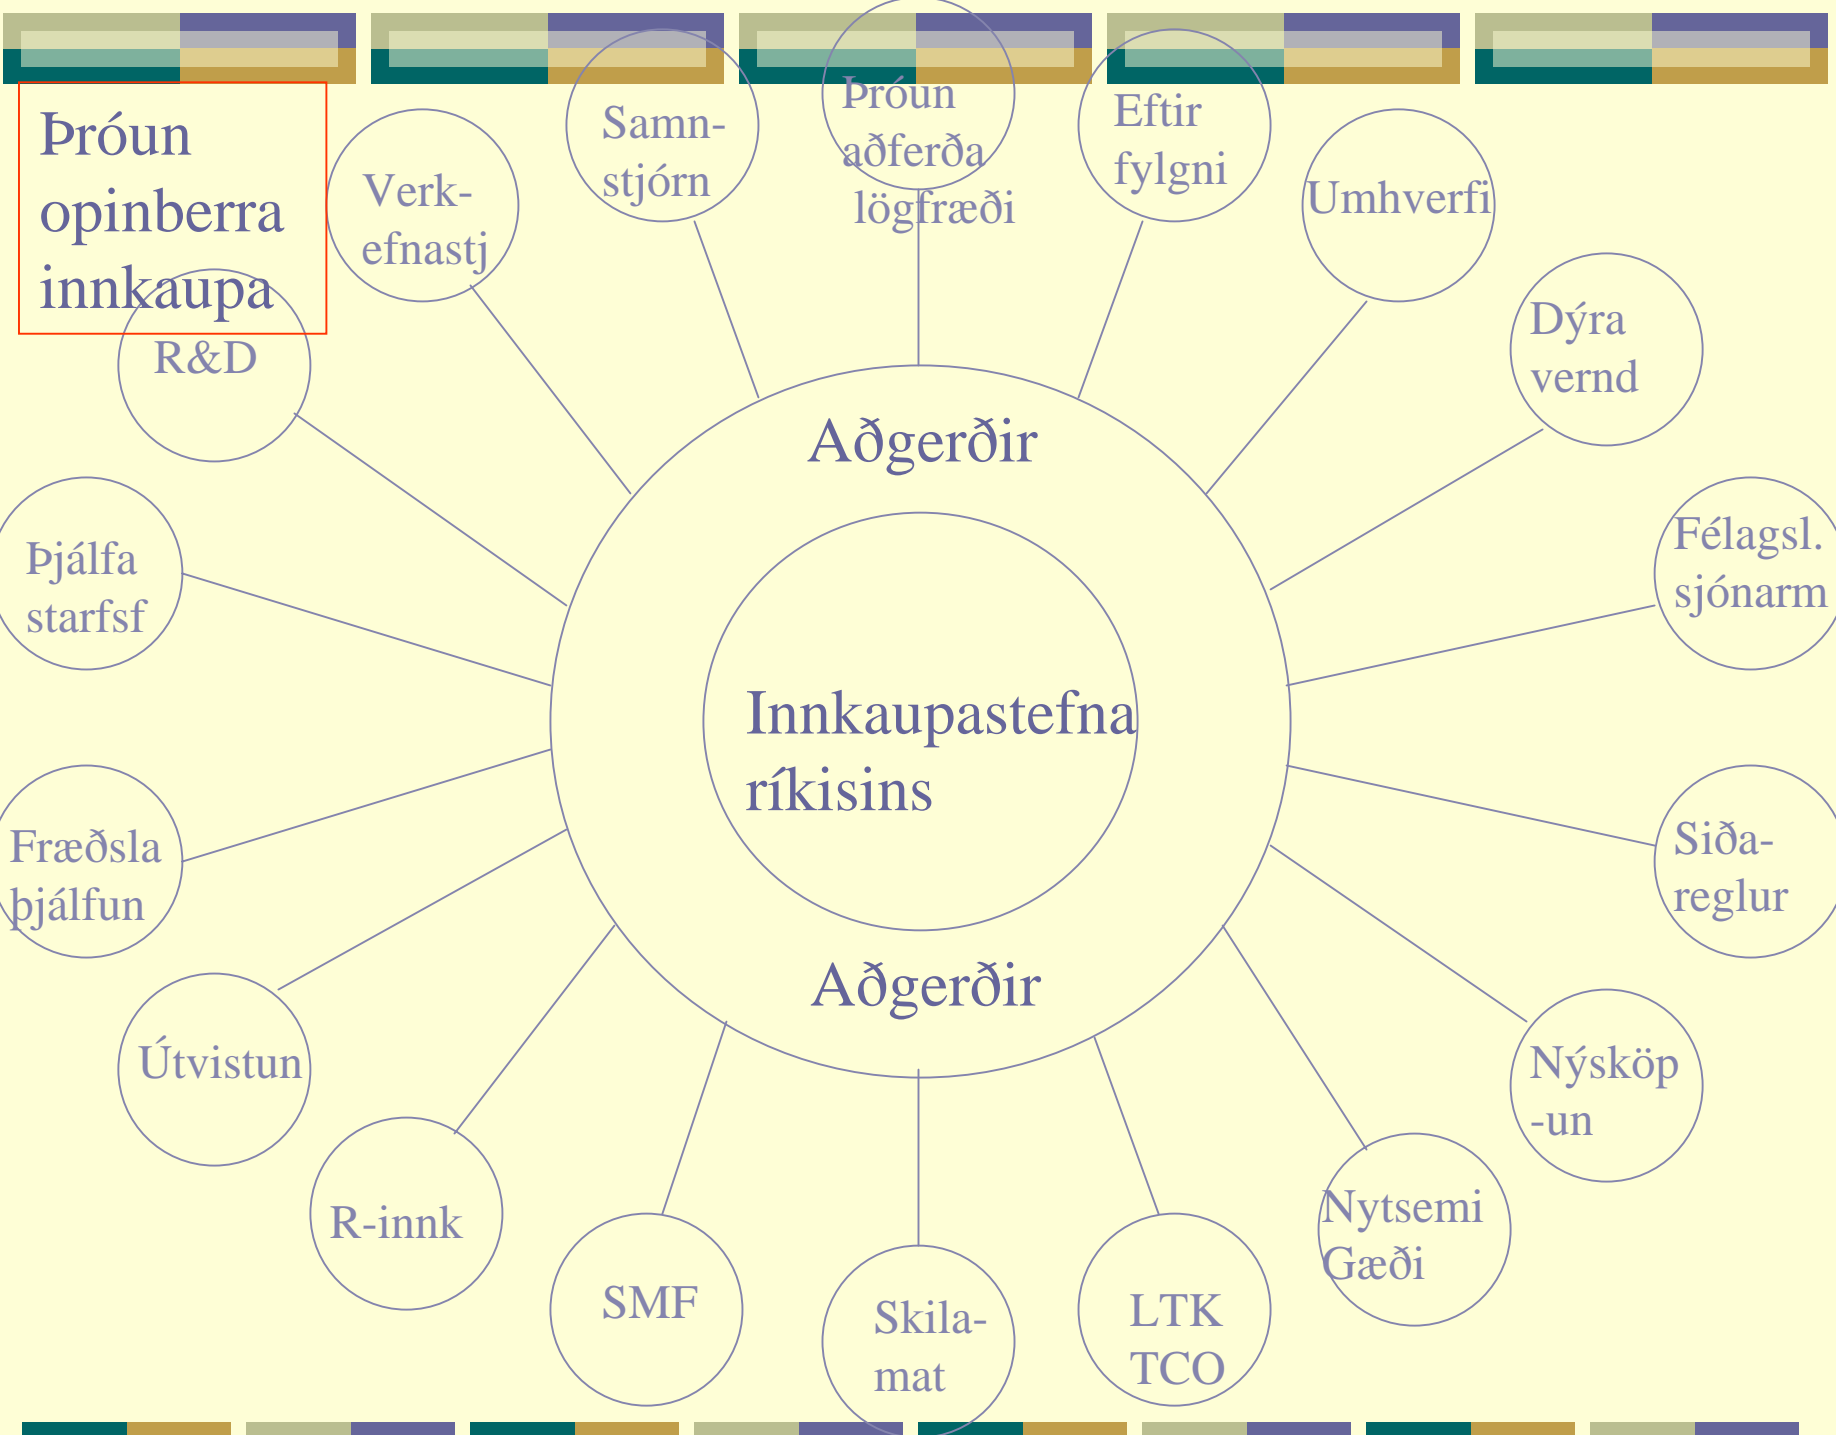 Þróun
opinberra
innkaupa
Verk-
efnastj
Samn-
stjórn
Þróun
aðferða
lögfræði
Eftir
fylgni
Umhverfi
Dýra
vernd
Félagsl.
sjónarm
Siða-
reglur
Nýsköp
-un
Nytsemi
Gæði
LTK
TCO
Skila-
mat
SMF
R-innk
Útvistun
Fræðsla
þjálfun
Þjálfa
starfsf
R&D
Aðgerðir
Innkaupastefna
ríkisins
Aðgerðir